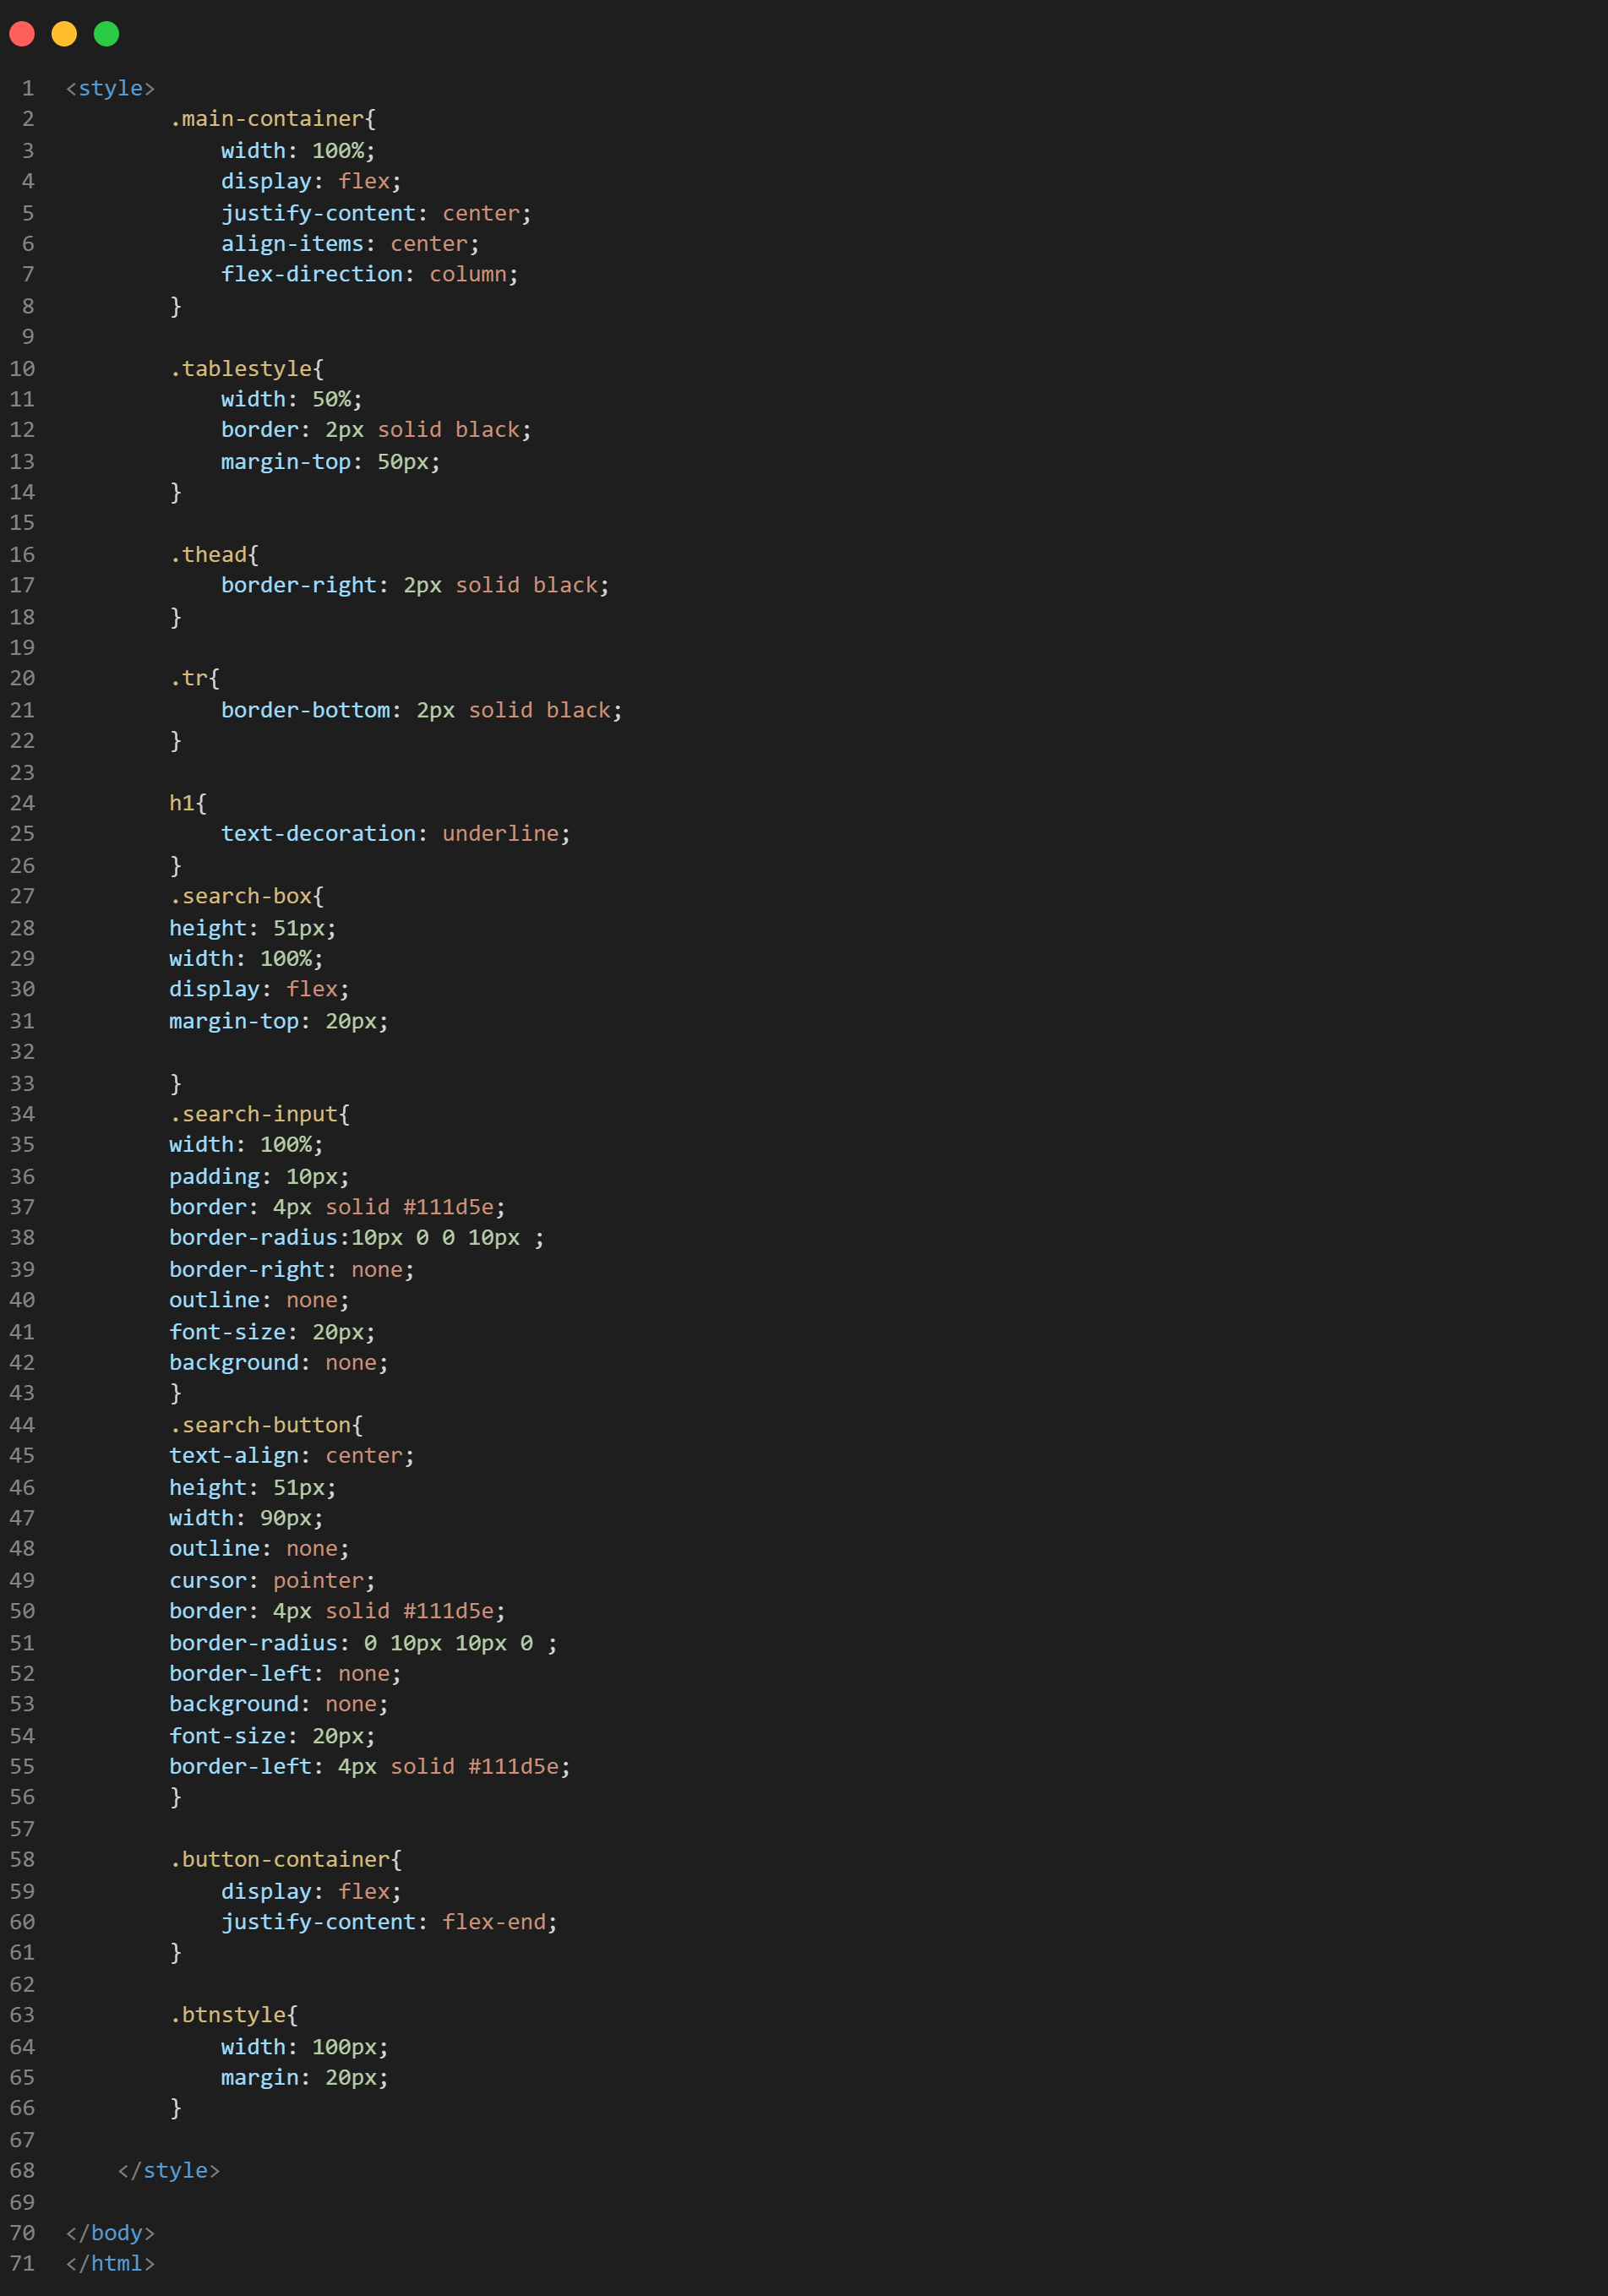 1 <style>
2 .main-container{
3 width: 100%;
4 display: flex;
5 justify-content: center;
6 align-items: center;
7 flex-direction: column;
8 }
9
10 .tablestyle{
11 width: 50%;
12 border: 2px solid black;
13 margin-top: 50px;
14 }
15
16 .thead{
17 border-right: 2px solid black;
18 }
19
20 .tr{
21 border-bottom: 2px solid black;
22 }
23
24 h1{
25 text-decoration: underline;
26 }
27 .search-box{
28 height: 51px;
29 width: 100%;
30 display: flex;
31 margin-top: 20px;
32
33 }
34 .search-input{
35 width: 100%;
36 padding: 10px;
37 border: 4px solid #111d5e;
38 border-radius:10px 0 0 10px ;
39 border-right: none;
40 outline: none;
41 font-size: 20px;
42 background: none;
43 }
44 .search-button{
45 text-align: center;
46 height: 51px;
47 width: 90px;
48 outline: none;
49 cursor: pointer;
50 border: 4px solid #111d5e;
51 border-radius: 0 10px 10px 0 ;
52 border-left: none;
53 background: none;
54 font-size: 20px;
55 border-left: 4px solid #111d5e;
56 }
57
58 .button-container{
59 display: flex;
60 justify-content: flex-end;
61 }
62
63 .btnstyle{
64 width: 100px;
65 margin: 20px;
66 }
67
68 </style>
69
70 </body>
71 </html>